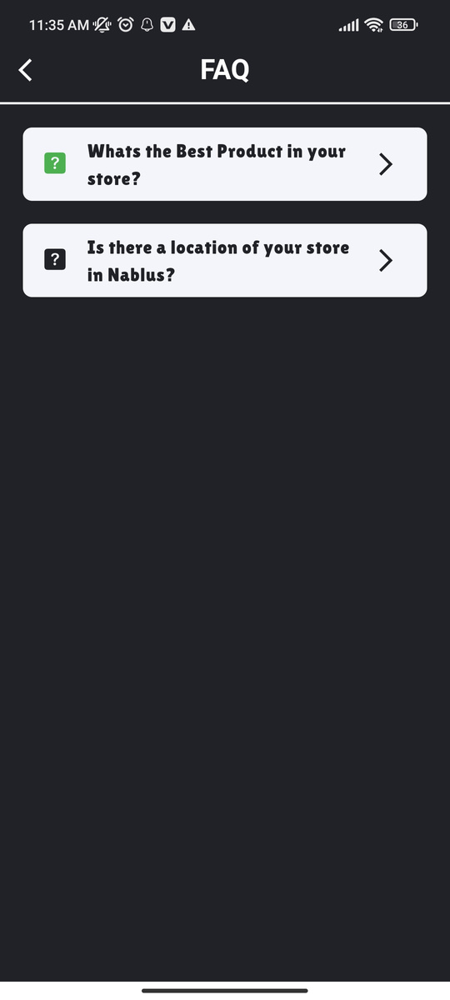 11:35 AM
36
FAQ
Whats the Best Product in your
store?
Is there a location of your store
in Nablus?